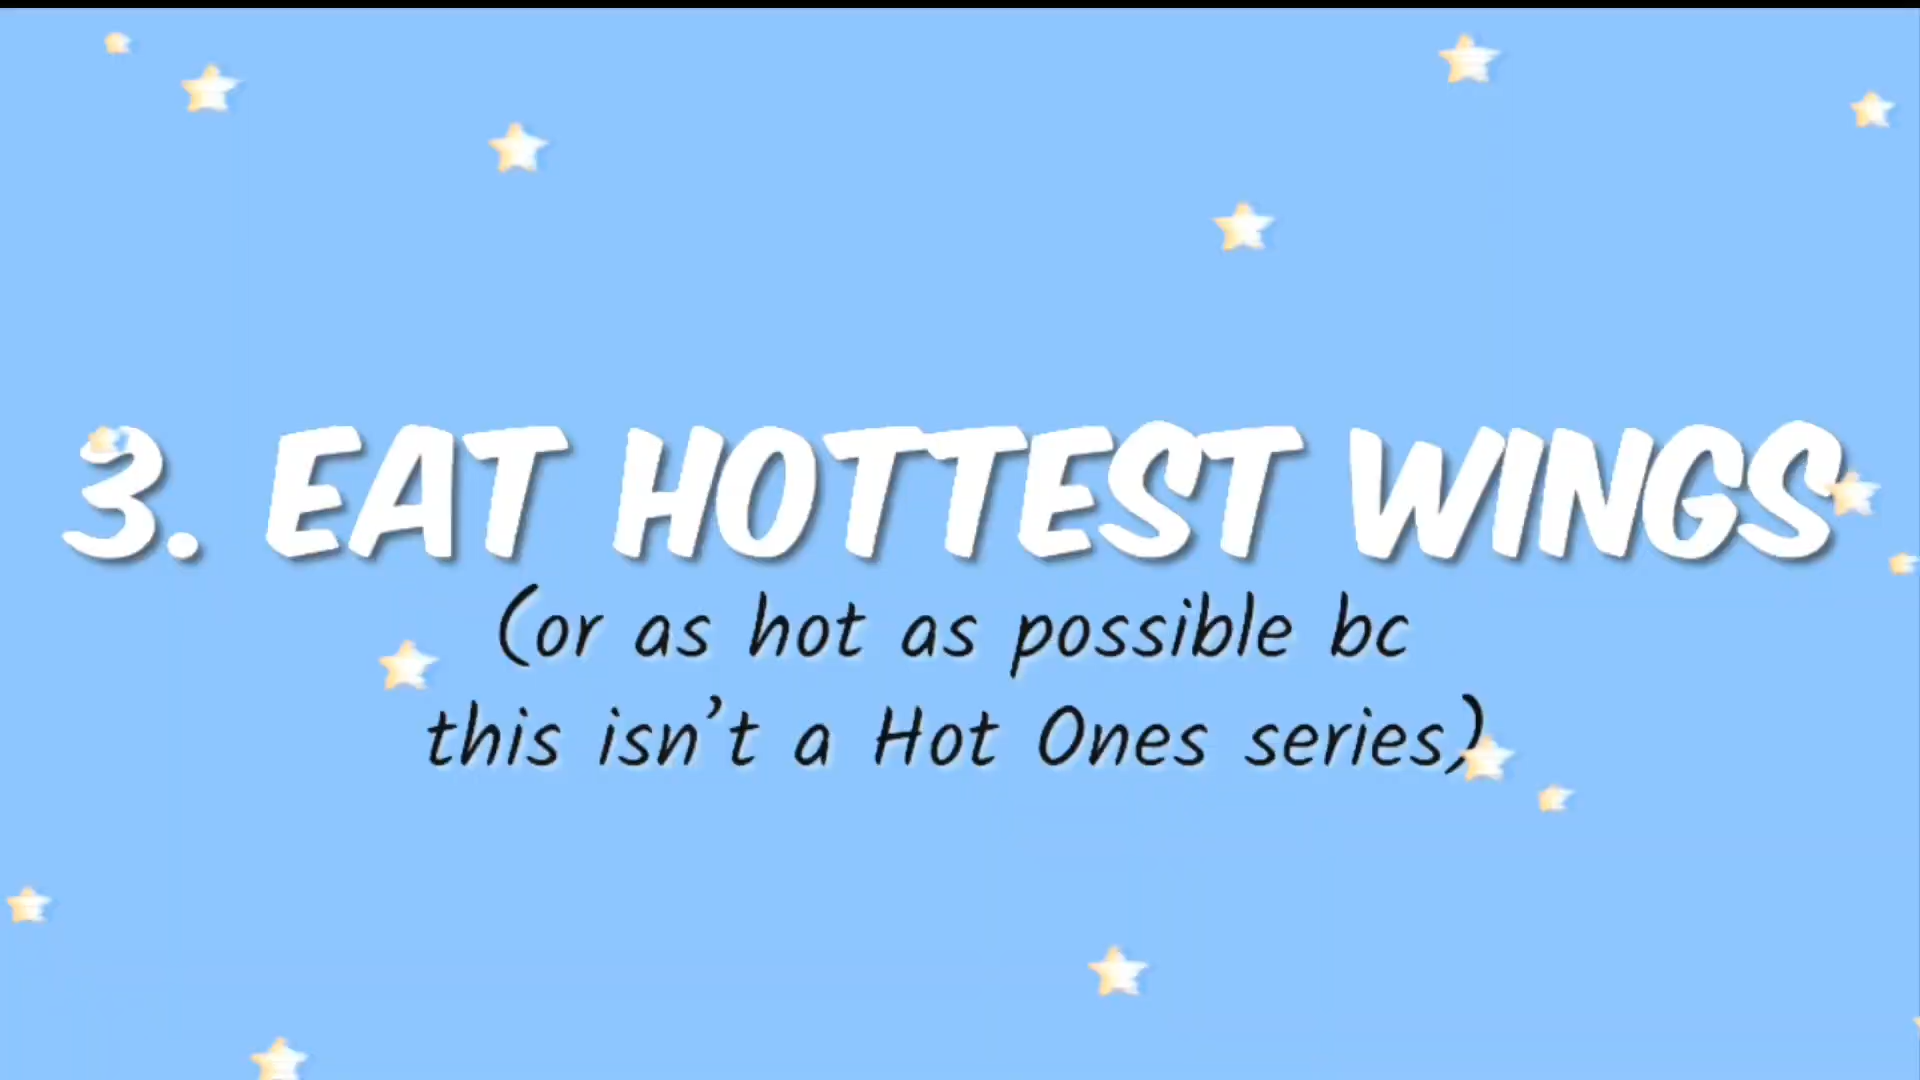 3. EAT HOTTEST WINGS
(or as hot as possible bc
this isn't a Hot Ones series)